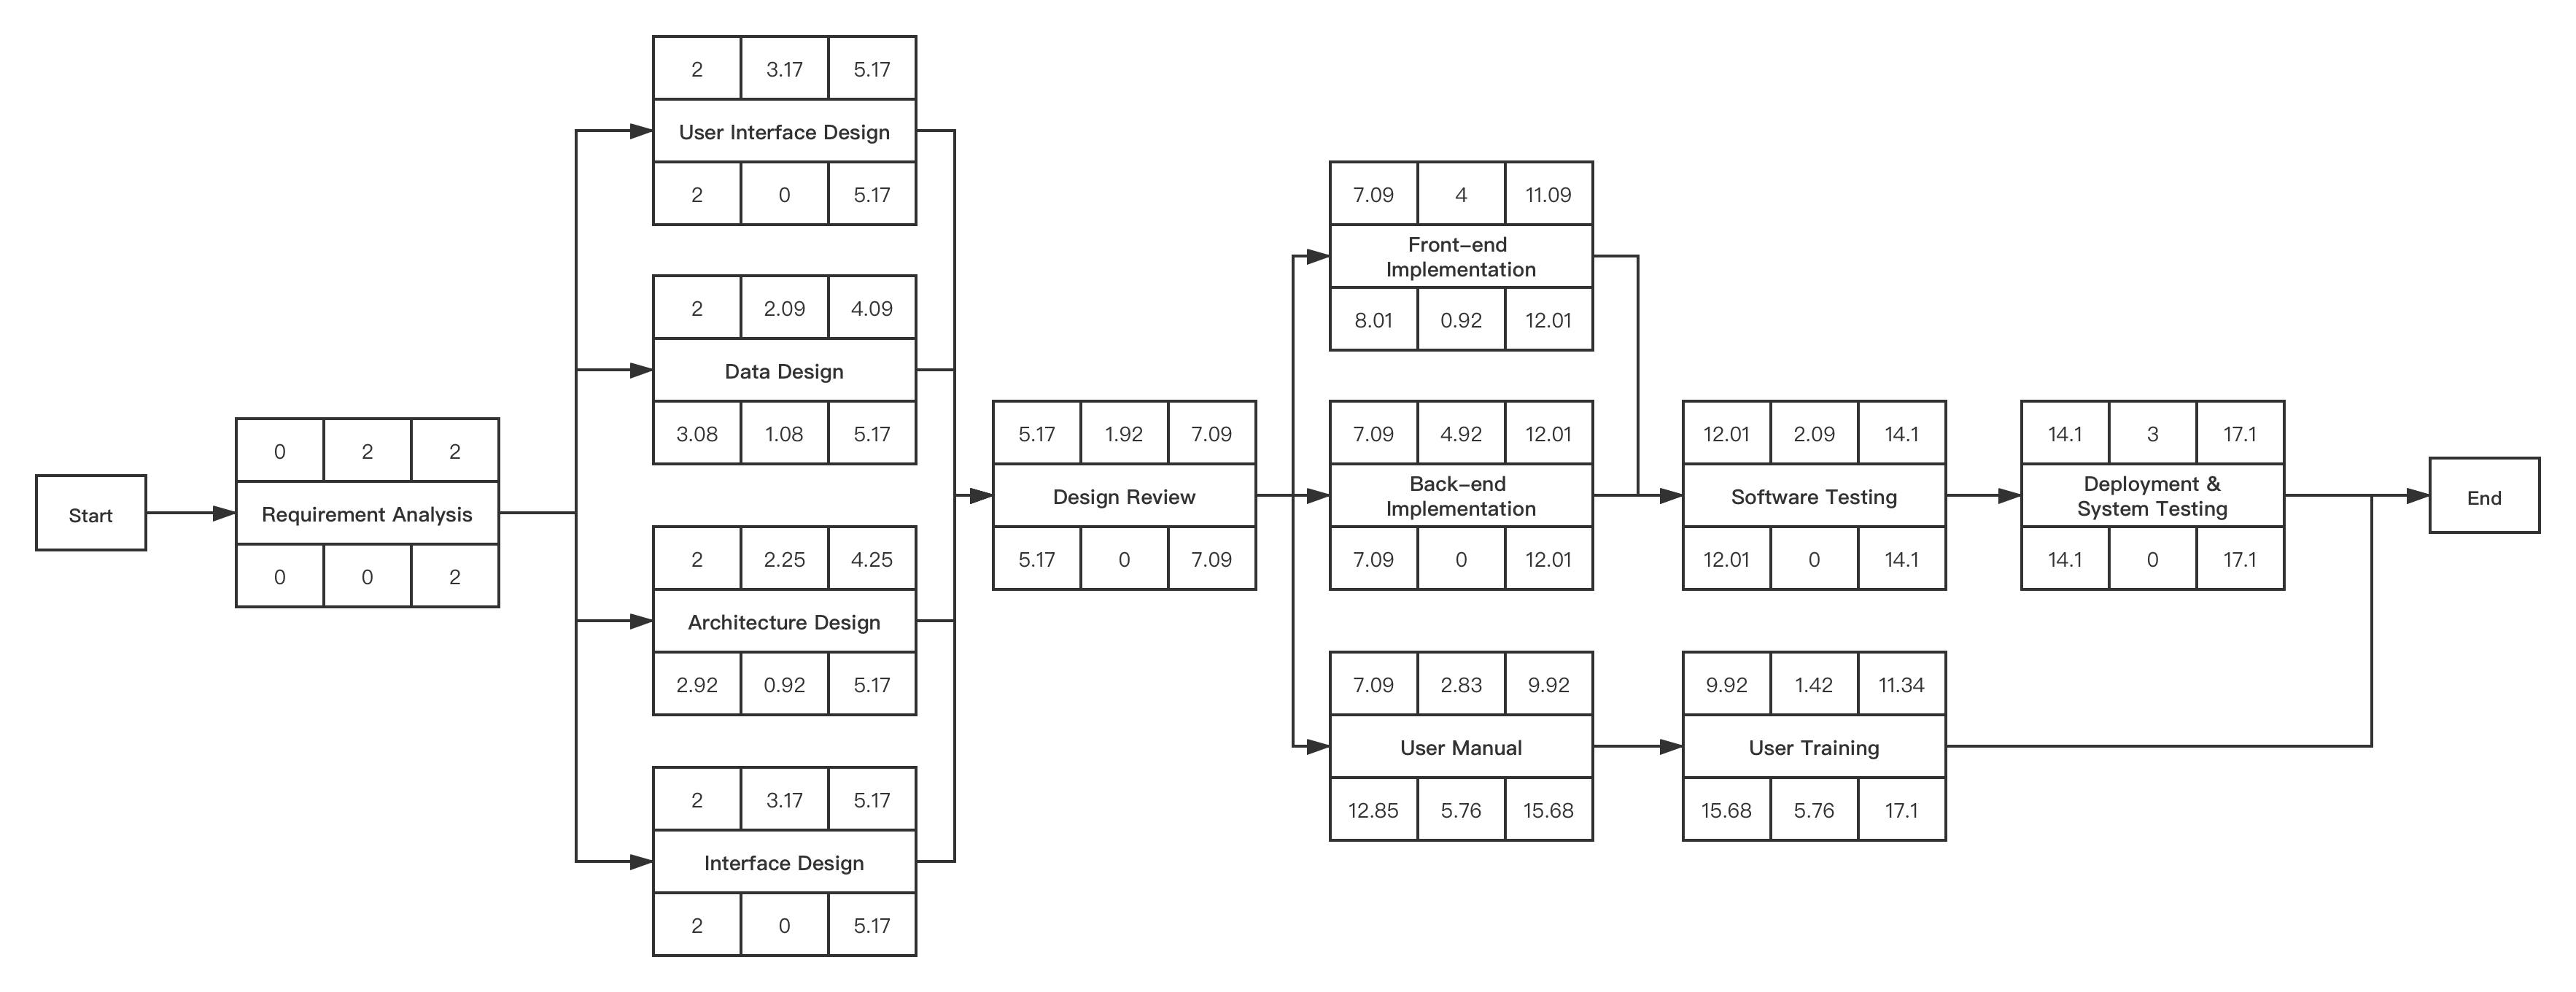 Start
0 2 2
Requirement Analysis
0 0 2
2 3.17 5.17
User Interface Design
2 0 5.17
2 2.09 4.09
Data Design
3.08 1.08 5.17
2 2.25 4.25
Architecture Design
2.92 0.92 5.17
2 3.17 5.17
Interface Design
2 0 5.17
5.17 1.92 7.09
Design Review
5.17 0 7.09
7.09 4 11.09
Front-end
Implementation
8.01 0.92 12.01
7.09 4.92 12.01
Back-end
Implementation
7.09 0 12.01
7.09 2.83 9.92
User Manual
12.85 5.76 15.68
12.01 2.09 14.1
Software Testing
12.01 0 14.1
9.92 1.42 11.34
User Training
15.68 5.76 17.1
14.1 3 17.1
Deployment &
System Testing
14.1 0 17.1
End